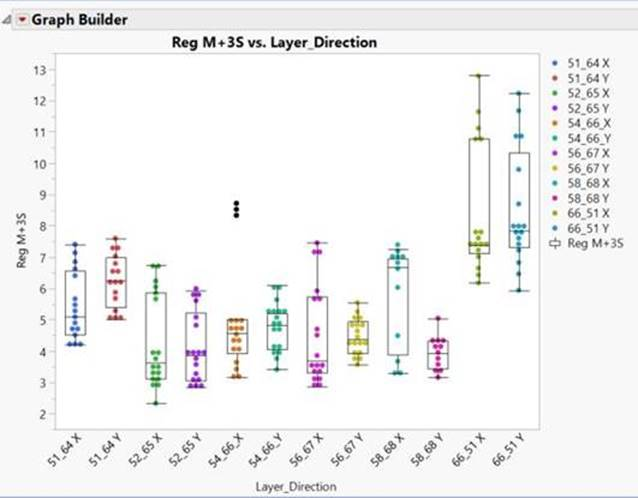 Graph Builder
Reg M+3S vs. Layer_Direction
13
12
11
10
9
8
7
6
5
4
3
2
Reg M+3S
51_64 X
51_64 Y
52_65 X
52_65 Y
54_66_X
54_66_Y
56_67 X
56_67 Y
58_68 X
58_68 Y
66_51 X
66_51 Y
Layer_Direction
51_64 X
51_64 Y
52_65 X
52_65 Y
54_66_X
54_66_Y
56_67 X
56_67 Y
58_68 X
58_68 Y
66_51 X
66_51 Y
Reg M+3S